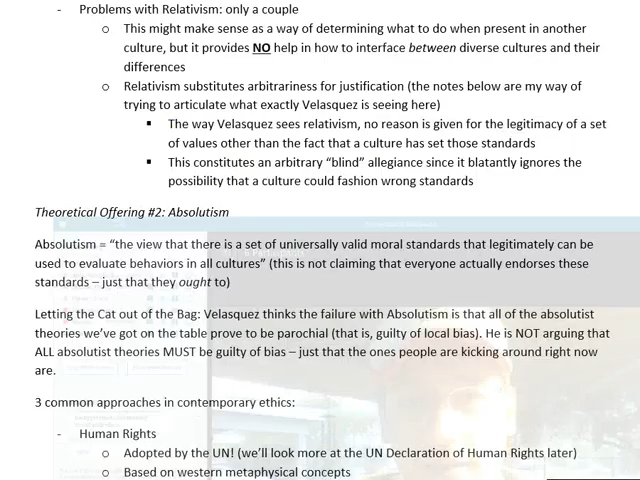 - Problems with Relativism: only a couple
o This might make sense as a way of determining what to do when present in another
culture, but it provides NO help in how to interface between diverse cultures and their
differences
o Relativism substitutes arbitrariness for justification (the notes below are my way of
trying to articulate what exactly Velasquez is seeing here)
▪ The way Velasquez sees relativism, no reason is given for the legitimacy of a set
of values other than the fact that a culture has set those standards
▪ This constitutes an arbitrary “blind” allegiance since it blatantly ignores the
possibility that a culture could fashion wrong standards
Theoretical Offering #2: Absolutism
Absolutism = “the view that there is a set of universally valid moral standards that legitimately can be
used to evaluate behaviors in all cultures” (this is not claiming that everyone actually endorses these
standards – just that they ought to)
Letting the Cat out of the Bag: Velasquez thinks the failure with Absolutism is that all of the absolutist
theories we’ve got on the table prove to be parochial (that is, guilty of local bias). He is NOT arguing that
ALL absolutist theories MUST be guilty of bias – just that the ones people are kicking around right now
are.
3 common approaches in contemporary ethics:
- Human Rights
o Adopted by the UN! (we’ll look more at the UN Declaration of Human Rights later)
o Based on western metaphysical concepts